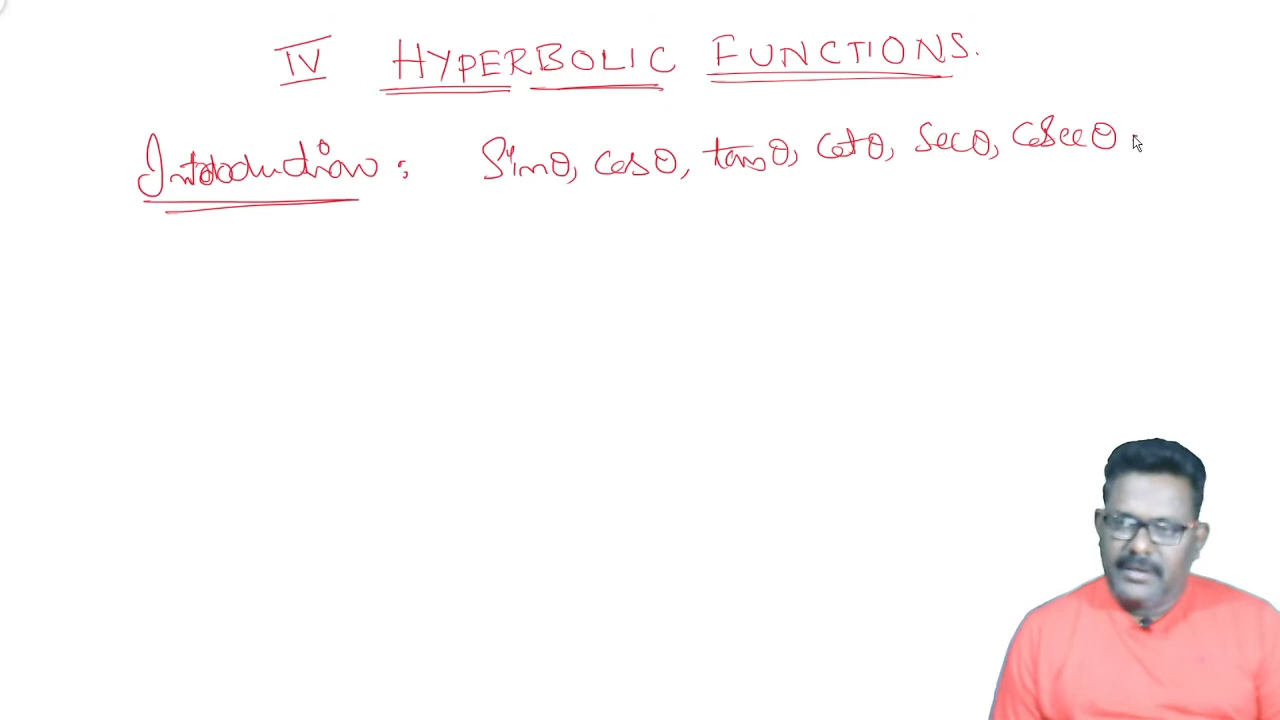 IV HYPERBOLIC FUNCTIONS.
Introduction : Sinθ, cosθ, tanθ, cotθ, secθ, cosecθ